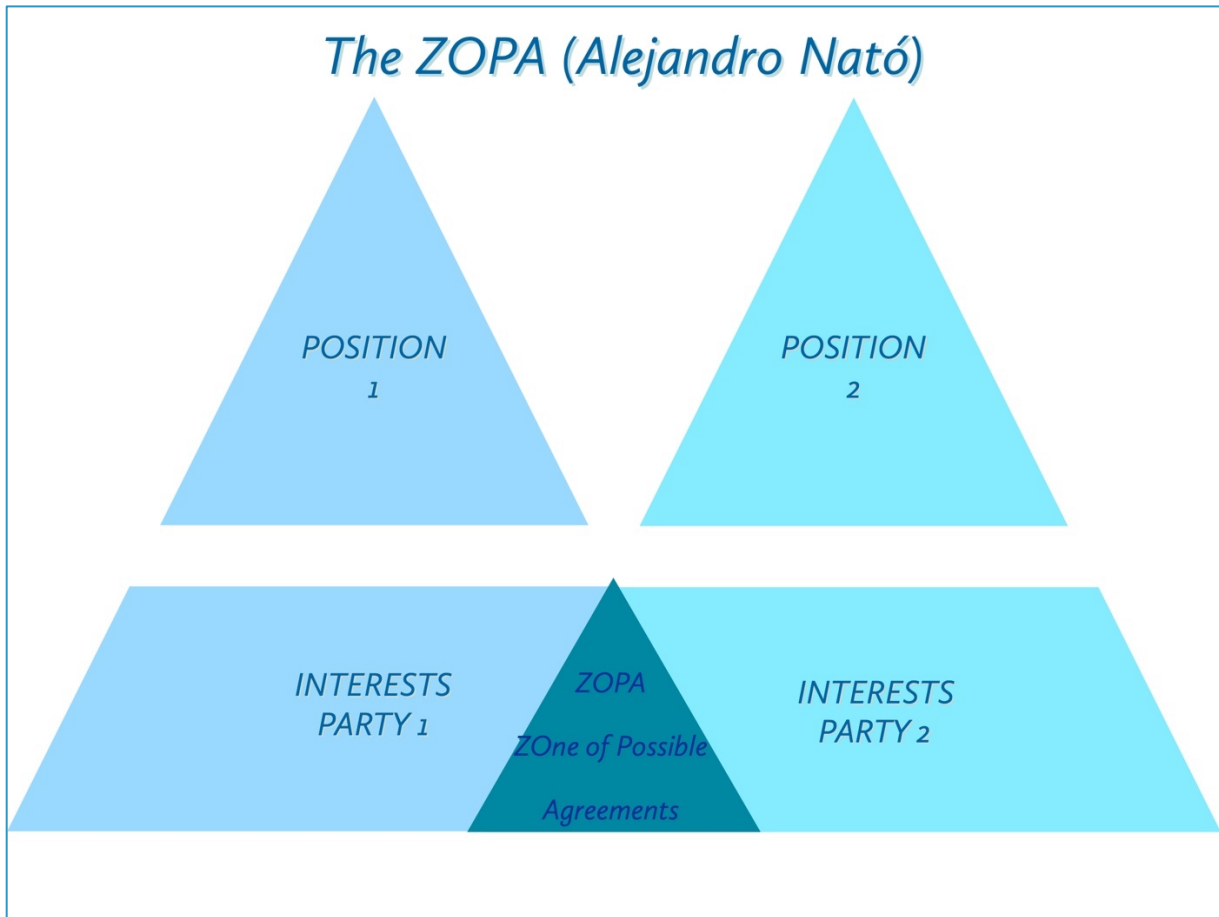 The ZOPA (Alejandro Nató)
POSITION
1
POSITION
2
INTERESTS
PARTY 1
ZOPA
ZOne of Possible
Agreements
INTERESTS
PARTY 2